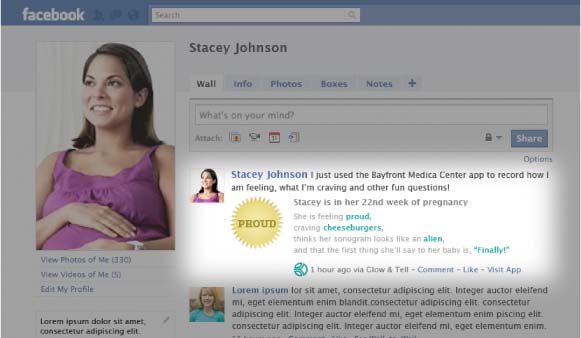 facebook
Search
Stacey Johnson
Wall Info Photos Boxes Notes +
What's on your mind?
Attach:
31
Share
Options
Stacey Johnson I just used the Bayfront Medica Center app to record how I
am feeling, what I'm craving and other fun questions!
PROUD
Stacey is in her 22nd week of pregnancy
She is feeling proud,
craving cheeseburgers,
thinks her sonogram looks like an alien,
and that the first thing she'll say to her baby is, "Finally!"
1 hour ago via Glow & Tell - Comment - Like - Visit App
View Photos of Me (330)
View Videos of Me (5)
Edit My Profile
Lorem ipsum dolor sit amet,
consectetur adipiscing elit.
Lorem ipsum lor sit amet, consectetur adipiscing elit. Integer auctor eleifend
mi, eget elementum enim blandit.consectetur adipiscing elit. Integer auctor
eleifend mi, eget elementum enim piscing elit. consectetur adipiscing elit.
Integer auctor eleifend mi, eget elementum enim.